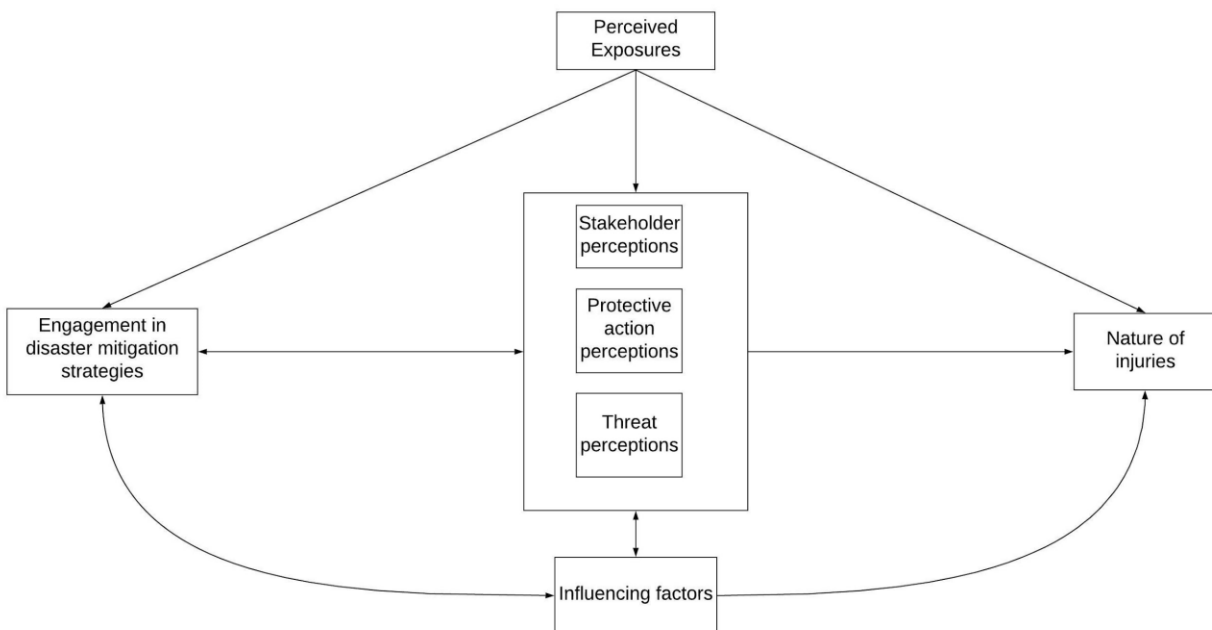 Perceived
Exposures
Stakeholder
perceptions
Protective
action
perceptions
Threat
perceptions
Engagement in
disaster mitigation
strategies
Nature of
injuries
Influencing factors